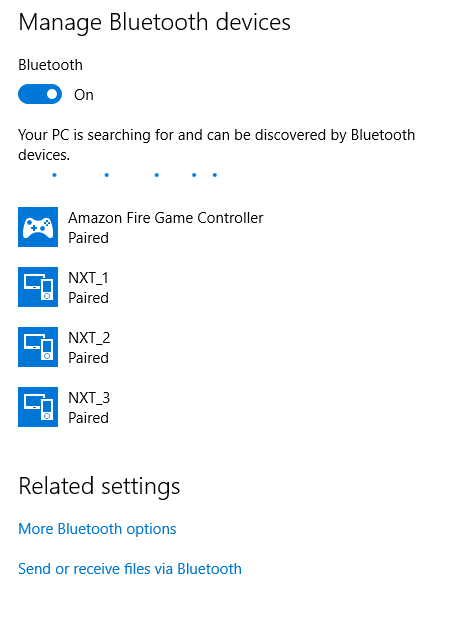 Manage Bluetooth devices
Bluetooth
On
Your PC is searching for and can be discovered by Bluetooth
devices.
Amazon Fire Game Controller
Paired
NXT_1
Paired
NXT_2
Paired
NXT_3
Paired
Related settings
More Bluetooth options
Send or receive files via Bluetooth